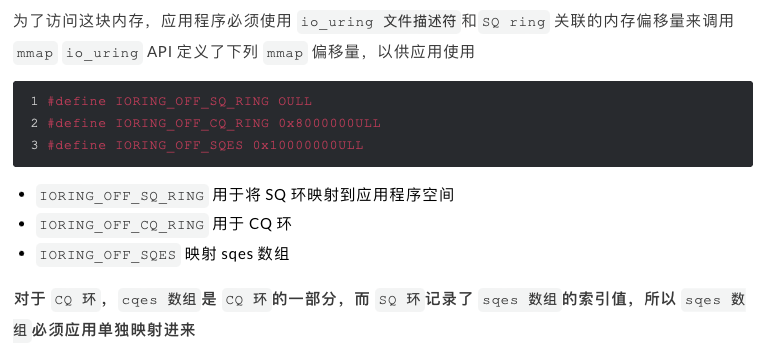 为了访问这块内存，应用程序必须使用 io_uring 文件描述符和SQ ring 关联的内存偏移量来调用
mmap io_uring API 定义了下列 mmap 偏移量，以供应用使用
1 #define IORING_OFF_SQ_RING OULL
2 #define IORING_OFF_CQ_RING 0x8000000ULL
3 #define IORING_OFF_SQES 0x10000000ULL
• IORING_OFF_SQ_RING 用于将 SQ 环映射到应用程序空间
• IORING_OFF_CQ_RING 用于 CQ 环
• IORING_OFF_SQES 映射 sqes 数组
对于 CQ 环，cqes 数组是 CQ 环的一部分，而 SQ 环记录了 sqes 数组的索引值，所以 sqes 数
组必须应用单独映射进来